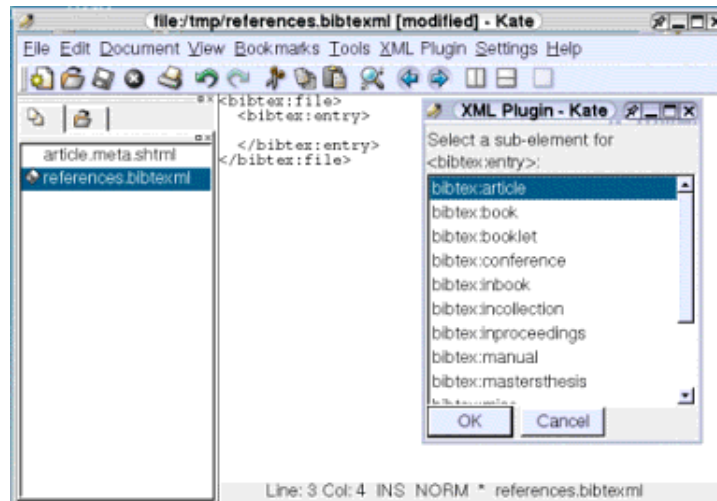 file:/tmp/references.bibtexml [modified] - Kate
File Edit Document View Bookmarks Tools XML Plugin Settings Help
article.meta.shtml
references.bibtexml
<bibtex:file>
<bibtex:entry>
</bibtex:entry>
</bibtex:file>
XML Plugin - Kate
Select a sub-element for
<bibtex:entry>:
bibtex:article
bibtex:book
bibtex:booklet
bibtex:conference
bibtex:inbook
bibtex:incollection
bibtex:inproceedings
bibtex:manual
bibtex:mastersthesis
OK Cancel
Line: 3 Col: 4 INS NORM * references.bibtexml